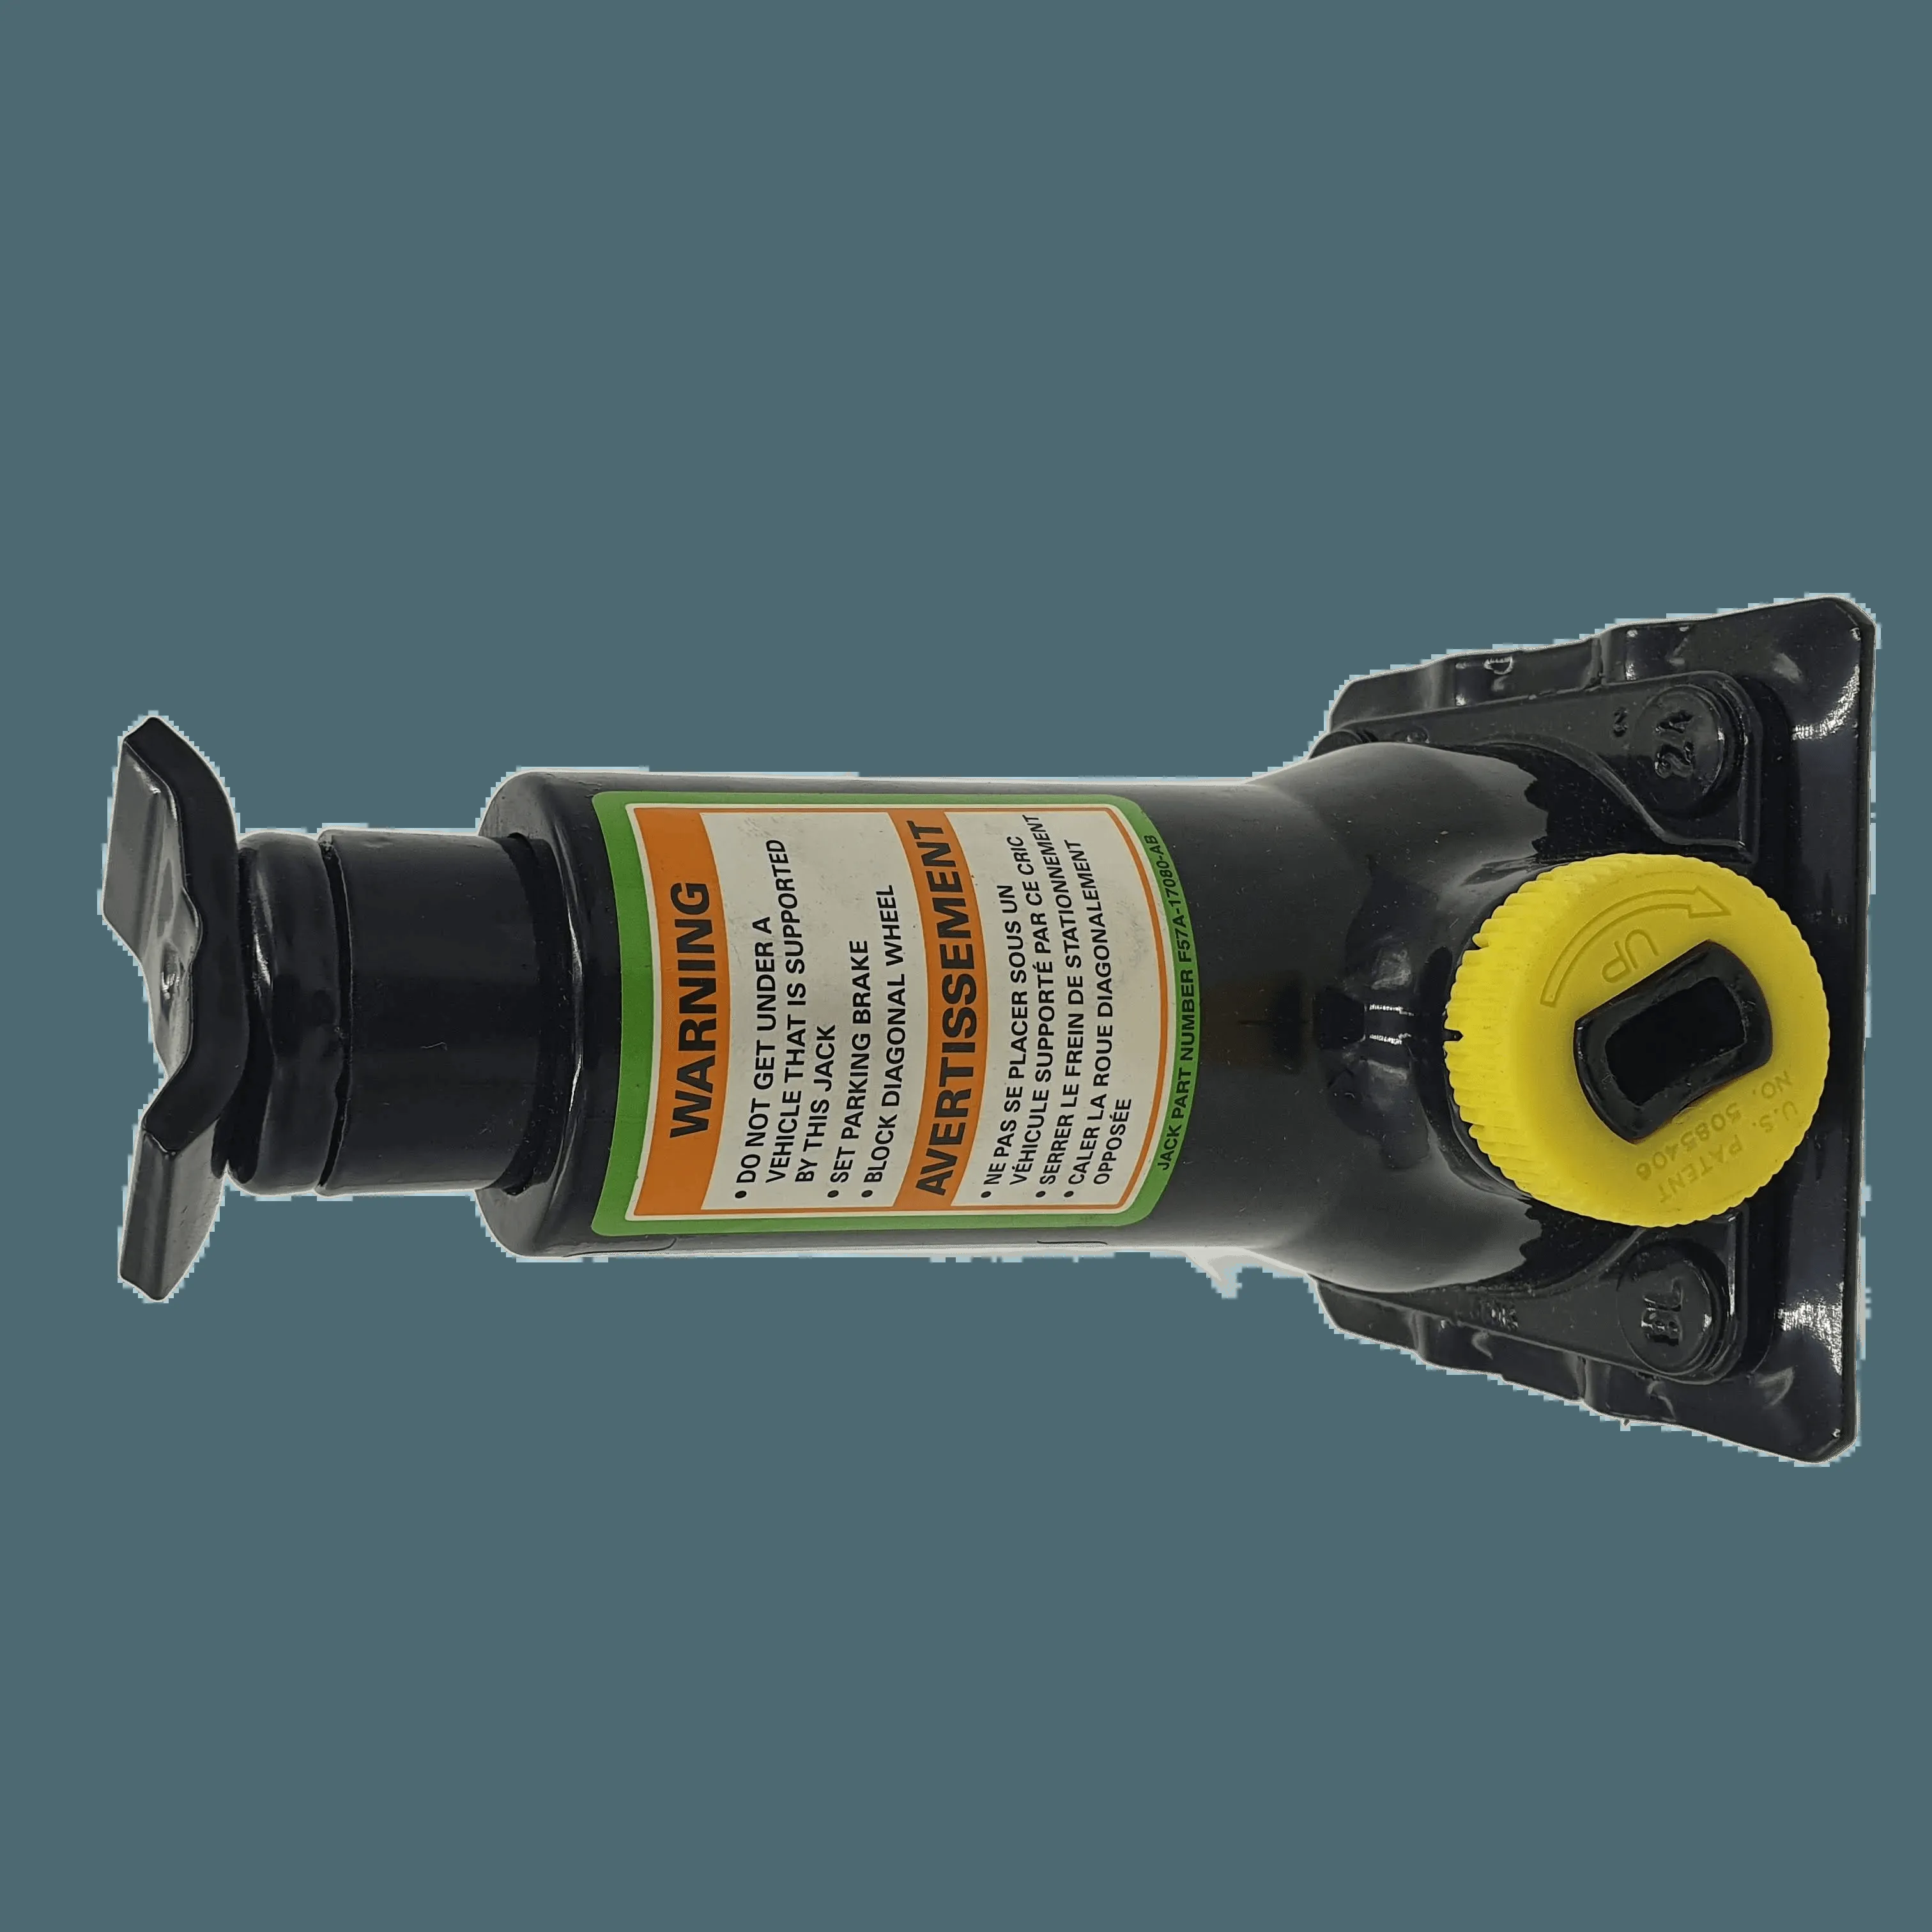 WARNING
• DO NOT GET UNDER A
VEHICLE THAT IS SUPPORTED
BY THIS JACK
• SET PARKING BRAKE
• BLOCK DIAGONAL WHEEL
AVERTISSEMENT
• NE PAS SE PLACER SOUS UN
VÉHICULE SUPPORTÉ PAR CE CRIC
• SERRER LE FREIN DE STATIONNEMENT
• CALER LA ROUE DIAGONALEMENT
OPPOSÉE
JACK PART NUMBER F57A-17080-AB
UP
U.S. PATENT
NO. 5085406